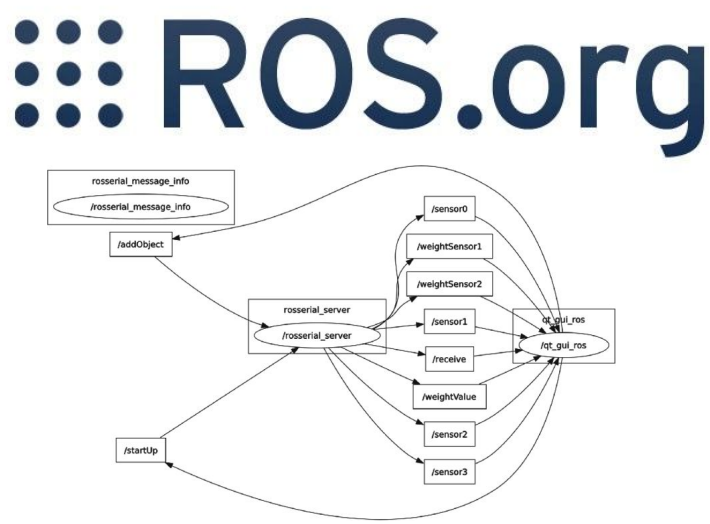 ROS.org
rosserial_message_info
/rosserial_message_info
/addObject
/sensor0
/weightSensor1
/weightSensor2
rosserial_server
/rosserial_server
/sensor1
/receive
/weightValue
/sensor2
/sensor3
/startUp
qt_gui_ros
/qt_gui_ros